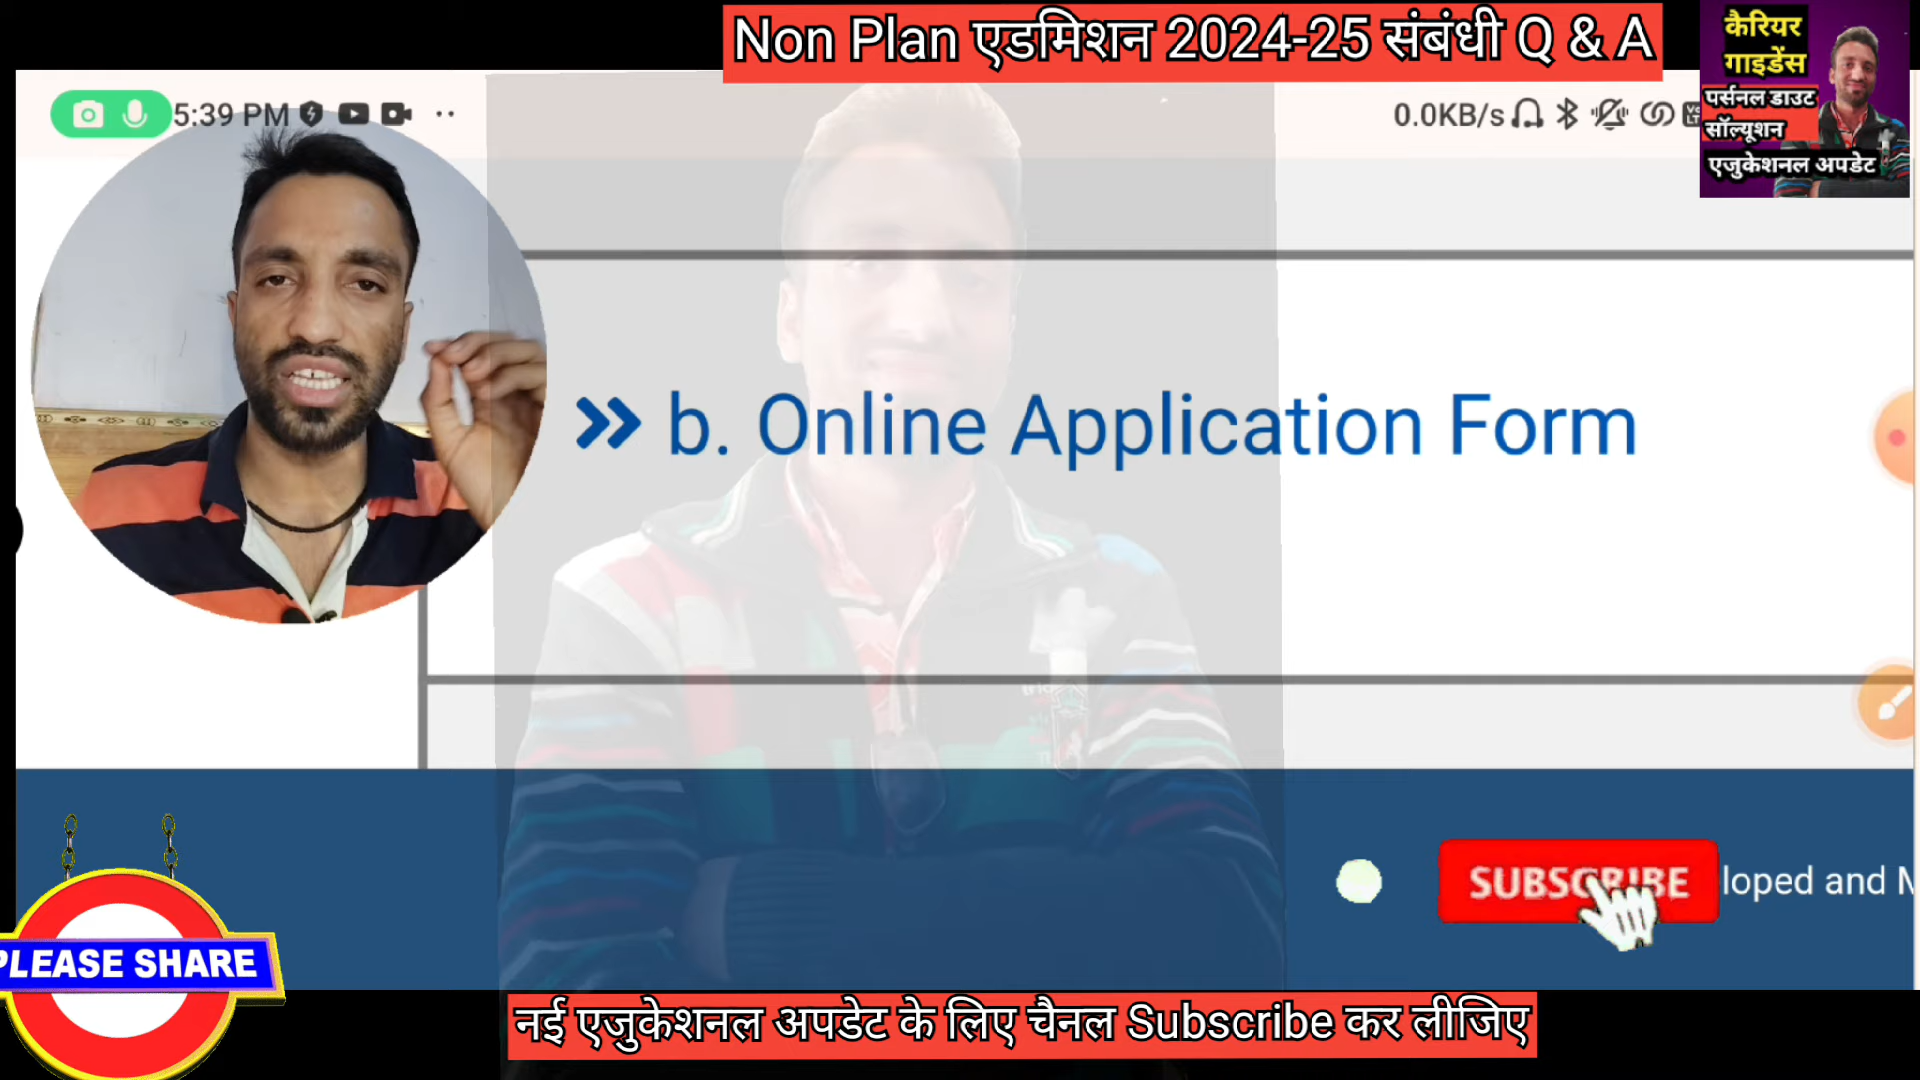 Non Plan एडमिशन 2024-25 संबंधी Q & A
कैरियर
गाइडेंस
पर्सनल डाउट
सॉल्यूशन
एजुकेशनल अपडेट
5:39 PM
0.0KB/s
b. Online Application Form
SUBSCRIBE
loped and M
PLEASE SHARE
नई एजुकेशनल अपडेट के लिए चैनल Subscribe कर लीजिए